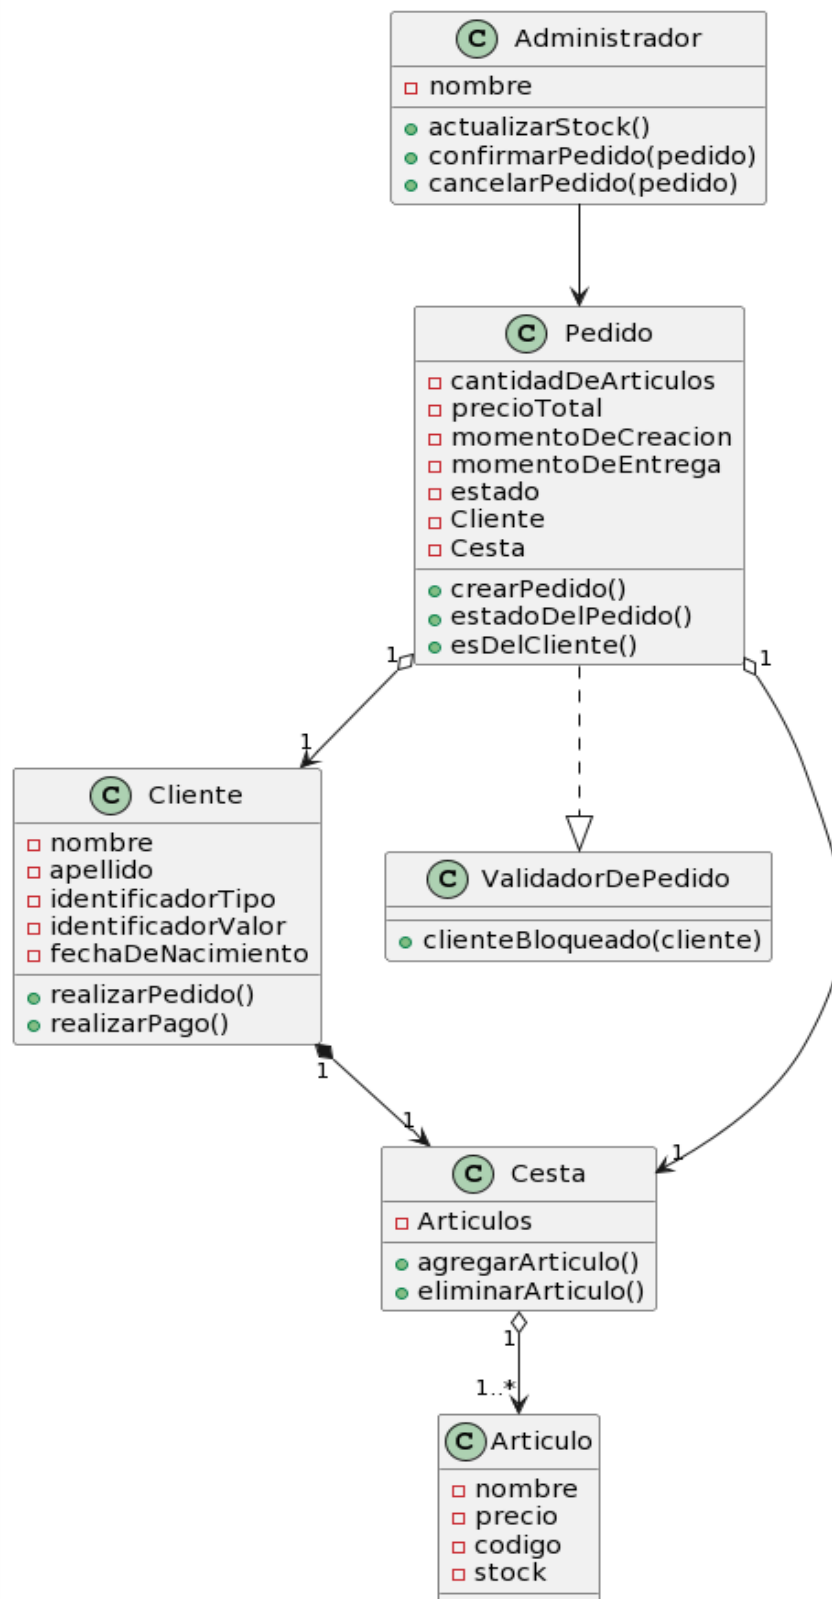 C Administrador
nombre
actualizarStock()
confirmarPedido(pedido)
cancelarPedido(pedido)
C Pedido
cantidadDeArticulos
precioTotal
momentoDeCreacion
momentoDeEntrega
estado
Cliente
Cesta
crearPedido()
estadoDelPedido()
esDelCliente()
1
1
1
C Cliente
nombre
apellido
identificadorTipo
identificadorValor
fechaDeNacimiento
realizarPedido()
realizarPago()
C ValidadorDePedido
clienteBloqueado(cliente)
1
1
1
C Cesta
Articulos
agregarArticulo()
eliminarArticulo()
1
1..*
C Articulo
nombre
precio
codigo
stock